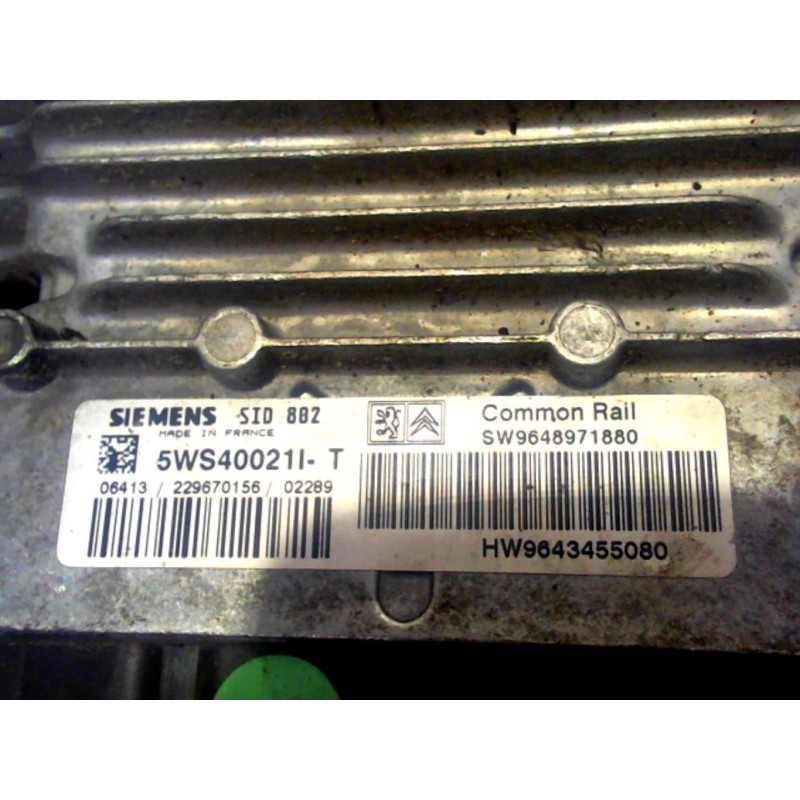 SIEMENS SID 802
MADE IN FRANCE
5WS40021I- T
06413 / 229670156 / 02289
Common Rail
SW9648971880
HW9643455080